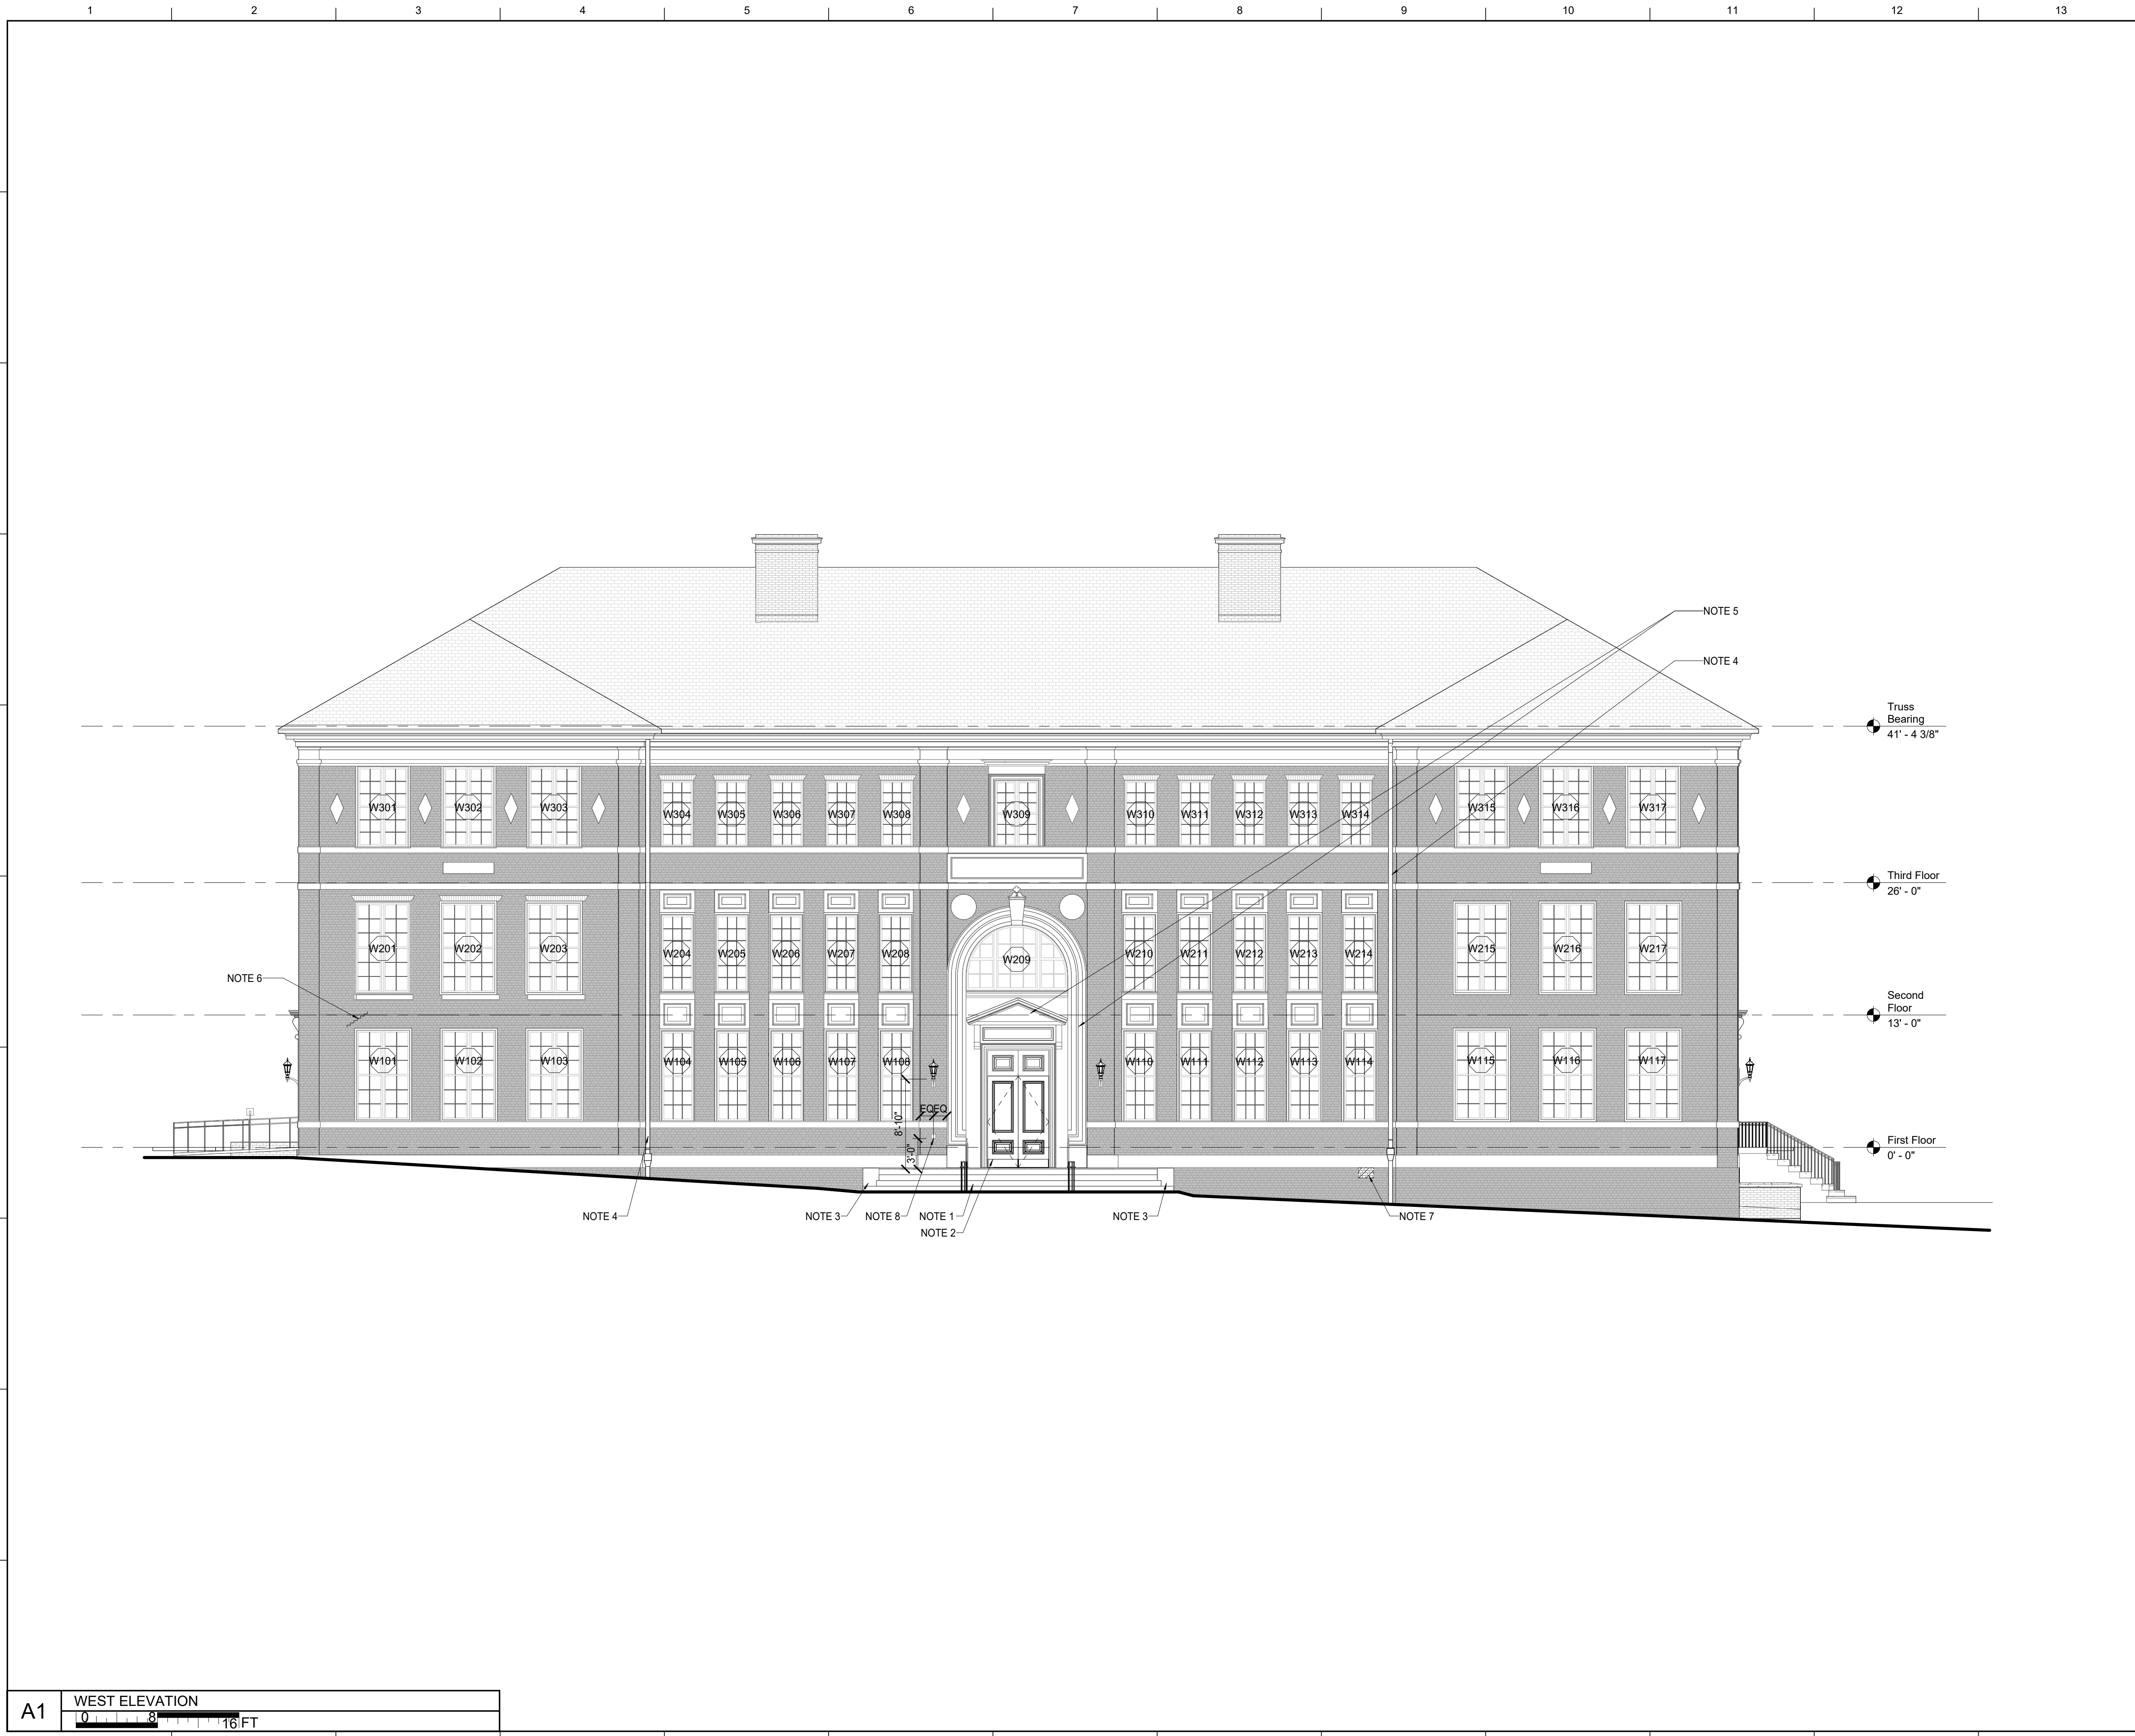 1 2 3 4 5 6 7 8 9 10 11 12 13
NOTE 5
NOTE 4
Truss
Bearing
41' - 4 3/8"
W301 W302 W303 W304 W305 W306 W307 W308 W309 W310 W311 W312 W313 W314 W315 W316 W317
Third Floor
26' - 0"
W201 W202 W203 W204 W205 W206 W207 W208 W209 W210 W211 W212 W213 W214 W215 W216 W217
NOTE 6
Second
Floor
13' - 0"
W101 W102 W103 W104 W105 W106 W107 W108 W110 W111 W112 W113 W114 W115 W116 W117
EQ EQ
8'-10"
3'-0"
First Floor
0' - 0"
NOTE 4 NOTE 3 NOTE 8 NOTE 1 NOTE 3 NOTE 7
NOTE 2
A1 WEST ELEVATION
0 8 16 FT